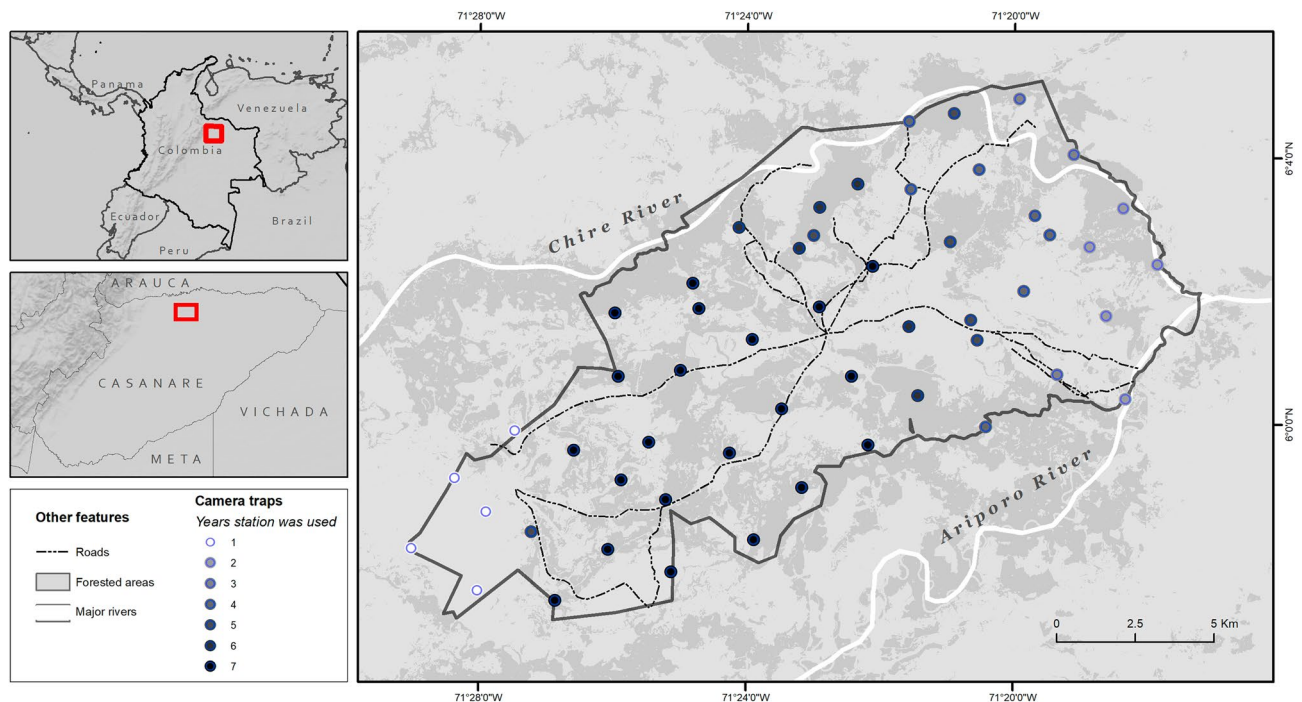 71°28'0"W
71°24'0"W
71°20'0"W
Panama
Venezuela
Colombia
Ecuador
Brazil
Peru
ARAUCA
CASANARE
VICHADA
META
Chire River
Ariporo River
6°4'0"N
6°0'0"N
Other features
Roads
Forested areas
Major rivers
Camera traps
Years station was used
1
2
3
4
5
6
7
0
2.5
5 Km
71°28'0"W
71°24'0"W
71°20'0"W